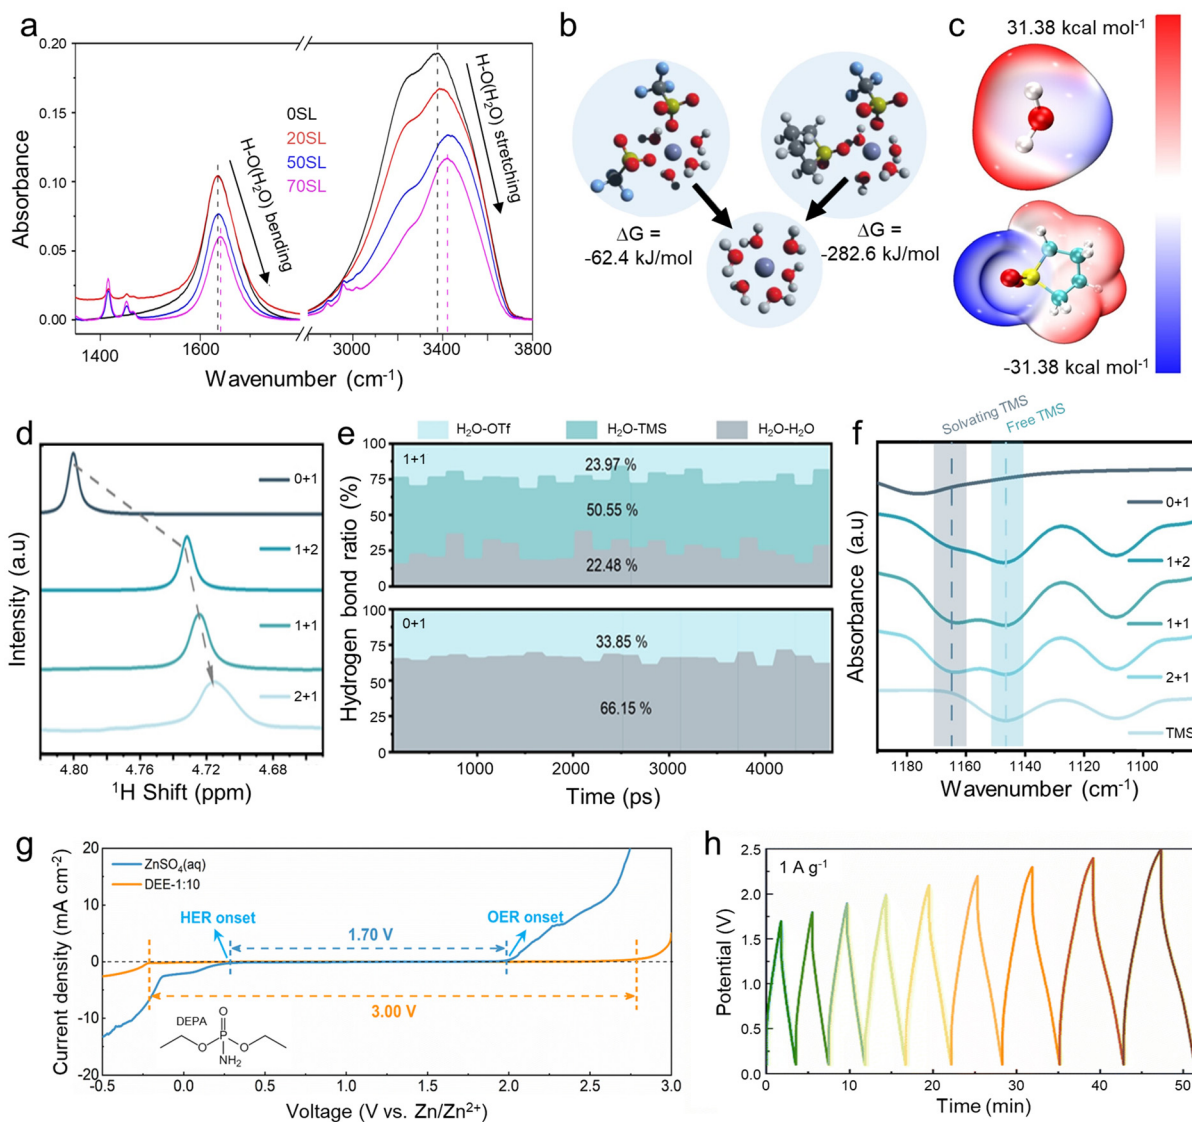 a
Absorbance
0.20
0.15
0.10
0.05
0.00
0SL
20SL
50SL
70SL
H-O(H₂O) bending
H-O(H₂O) stretching
1400
1600
3000
3400
3800
Wavenumber (cm⁻¹)
b
ΔG =
-62.4 kJ/mol
ΔG =
-282.6 kJ/mol
c
31.38 kcal mol⁻¹
-31.38 kcal mol⁻¹
d
Intensity (a.u)
0+1
1+2
1+1
2+1
4.80
4.76
4.72
4.68
¹H Shift (ppm)
e
H₂O-OTf
H₂O-TMS
H₂O-H₂O
Hydrogen bond ratio (%)
100
75
50
25
0
1+1
23.97 %
50.55 %
22.48 %
100
75
50
25
0
0+1
33.85 %
66.15 %
1000
2000
3000
4000
Time (ps)
f
Solvating TMS
Free TMS
Absorbance (a.u)
0+1
1+2
1+1
2+1
TMS
1180
1160
1140
1120
1100
Wavenumber (cm⁻¹)
g
Current density (mA cm⁻²)
20
10
0
-10
-20
ZnSO₄(aq)
DEE-1:10
HER onset
OER onset
1.70 V
3.00 V
DEPA
O
P
O
O
NH₂
-0.5
0.0
0.5
1.0
1.5
2.0
2.5
3.0
Voltage (V vs. Zn/Zn²⁺)
h
1 A g⁻¹
Potential (V)
2.5
2.0
1.5
1.0
0.5
0.0
0
10
20
30
40
50
Time (min)